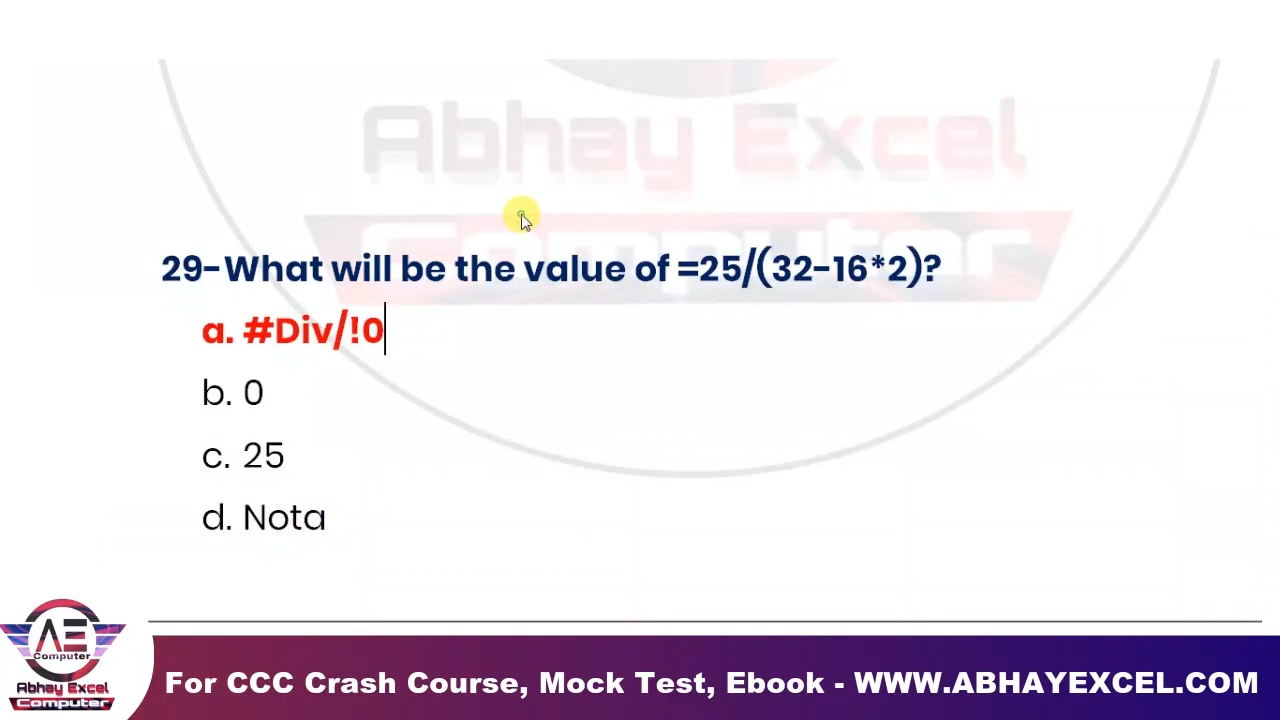 Abhay Excel
Computer
29-What will be the value of =25/(32-16*2)?
a. #Div/!0
b. 0
c. 25
d. Nota
AE
Computer
Abhay Excel
Computer
For CCC Crash Course, Mock Test, Ebook - WWW.ABHAYEXCEL.COM